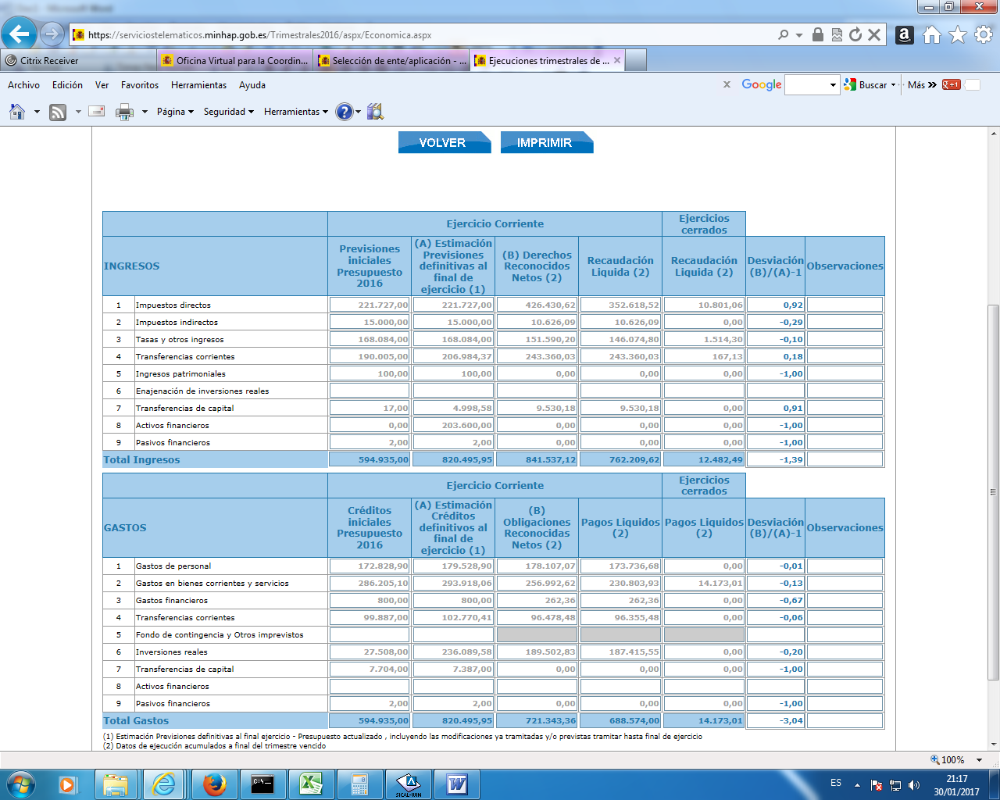 https://serviciostelematicos.minhap.gob.es/Trimestrales2016/aspx/Economica.aspx
Citrix Receiver
Oficina Virtual para la Coordin...
Selección de ente/aplicación - ...
Ejecuciones trimestrales de ...
Archivo Edición Ver Favoritos Herramientas Ayuda
x Google Buscar Más »
Página Seguridad Herramientas
VOLVER IMPRIMIR
Ejercicio Corriente Ejercicios cerrados
INGRESOS Previsiones iniciales Presupuesto 2016 (A) Estimación Previsiones definitivas al final de ejercicio (1) (B) Derechos Reconocidos Netos (2) Recaudación Liquida (2) Recaudación Liquida (2) Desviación (B)/(A)-1 Observaciones
1 Impuestos directos 221.727,00 221.727,00 426.430,62 352.618,52 10.801,06 0,92
2 Impuestos indirectos 15.000,00 15.000,00 10.626,09 10.626,09 0,00 -0,29
3 Tasas y otros ingresos 168.084,00 168.084,00 151.590,20 146.074,80 1.514,30 -0,10
4 Transferencias corrientes 190.005,00 206.984,37 243.360,03 243.360,03 167,13 0,18
5 Ingresos patrimoniales 100,00 100,00 0,00 0,00 0,00 -1,00
6 Enajenación de inversiones reales
7 Transferencias de capital 17,00 4.998,58 9.530,18 9.530,18 0,00 0,91
8 Activos financieros 0,00 203.600,00 0,00 0,00 0,00 -1,00
9 Pasivos financieros 2,00 2,00 0,00 0,00 0,00 -1,00
Total Ingresos 594.935,00 820.495,95 841.537,12 762.209,62 12.482,49 -1,39
Ejercicio Corriente Ejercicios cerrados
GASTOS Créditos iniciales Presupuesto 2016 (A) Estimación Créditos definitivos al final de ejercicio (1) (B) Obligaciones Reconocidas Netos (2) Pagos Liquidos (2) Pagos Liquidos (2) Desviación (B)/(A)-1 Observaciones
1 Gastos de personal 172.828,90 179.528,90 178.107,07 173.736,68 0,00 -0,01
2 Gastos en bienes corrientes y servicios 286.205,10 293.918,06 256.992,62 230.803,93 14.173,01 -0,13
3 Gastos financieros 800,00 800,00 262,36 262,36 0,00 -0,67
4 Transferencias corrientes 99.887,00 102.770,41 96.478,48 96.355,48 0,00 -0,06
5 Fondo de contingencia y Otros imprevistos
6 Inversiones reales 27.508,00 236.089,58 189.502,83 187.415,55 0,00 -0,20
7 Transferencias de capital 7.704,00 7.387,00 0,00 0,00 0,00 -1,00
8 Activos financieros
9 Pasivos financieros 2,00 2,00 0,00 0,00 0,00 -1,00
Total Gastos 594.935,00 820.495,95 721.343,36 688.574,00 14.173,01 -3,04
(1) Estimación Previsiones definitivas al final ejercicio - Presupuesto actualizado , incluyendo las modificaciones ya tramitadas y/o previstas tramitar hasta final de ejercicio
(2) Datos de ejecución acumulados a final del trimestre vencido
100%
SICAL-WIN
ES
21:17
30/01/2017